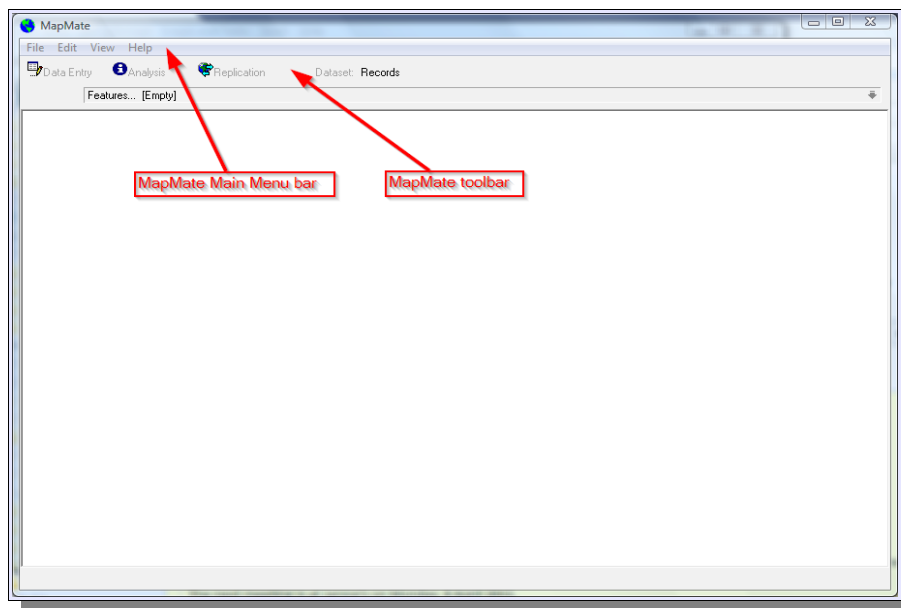 MapMate
File Edit View Help
Data Entry Analysis Replication Dataset: Records
Features... [Empty]
MapMate Main Menu bar MapMate toolbar